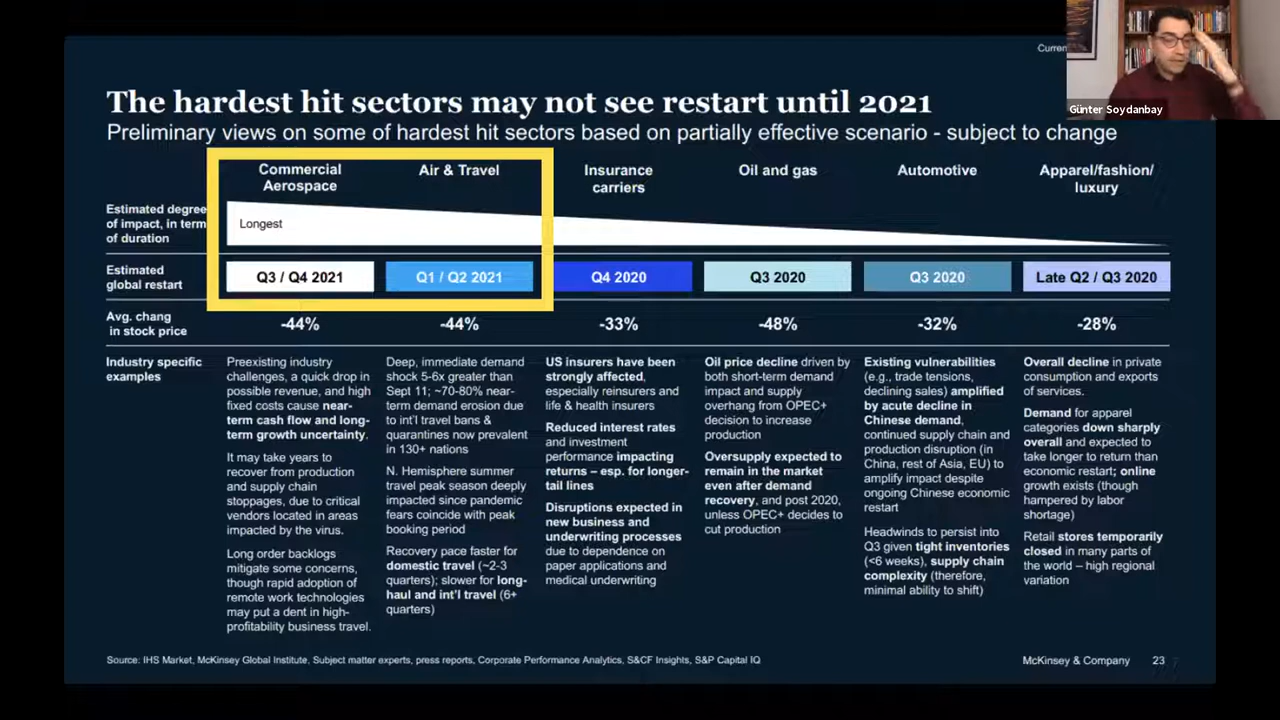 Curren
Günter Soydanbay
The hardest hit sectors may not see restart until 2021
Preliminary views on some of hardest hit sectors based on partially effective scenario - subject to change
Commercial
Aerospace
Air & Travel
Insurance
carriers
Oil and gas
Automotive
Apparel/fashion/
luxury
Estimated degree
of impact, in term
of duration
Longest
Estimated
global restart
Q3 / Q4 2021
Q1 / Q2 2021
Q4 2020
Q3 2020
Q3 2020
Late Q2 / Q3 2020
Avg. chang
in stock price
-44%
-44%
-33%
-48%
-32%
-28%
Industry specific
examples
Preexisting industry
challenges, a quick drop in
possible revenue, and high
fixed costs cause near-
term cash flow and long-
term growth uncertainty.
It may take years to
recover from production
and supply chain
stoppages, due to critical
vendors located in areas
impacted by the virus.
Long order backlogs
mitigate some concerns,
though rapid adoption of
remote work technologies
may put a dent in high-
profitability business travel.
Deep, immediate demand
shock 5-6x greater than
Sept 11; ~70-80% near-
term demand erosion due
to int'l travel bans &
quarantines now prevalent
in 130+ nations
N. Hemisphere summer
travel peak season deeply
impacted since pandemic
fears coincide with peak
booking period
Recovery pace faster for
domestic travel (~2-3
quarters); slower for long-
haul and int'l travel (6+
quarters)
US insurers have been
strongly affected,
especially reinsurers and
life & health insurers
Reduced interest rates
and investment
performance impacting
returns – esp. for longer-
tail lines
Disruptions expected in
new business and
underwriting processes
due to dependence on
paper applications and
medical underwriting
Oil price decline driven by
both short-term demand
impact and supply
overhang from OPEC+
decision to increase
production
Oversupply expected to
remain in the market
even after demand
recovery, and post 2020,
unless OPEC+ decides to
cut production
Existing vulnerabilities
(e.g., trade tensions,
declining sales) amplified
by acute decline in
Chinese demand,
continued supply chain and
production disruption (in
China, rest of Asia, EU) to
amplify impact despite
ongoing Chinese economic
restart
Headwinds to persist into
Q3 given tight inventories
(<6 weeks), supply chain
complexity (therefore,
minimal ability to shift)
Overall decline in private
consumption and exports
of services.
Demand for apparel
categories down sharply
overall and expected to
take longer to return than
economic restart; online
growth exists (though
hampered by labor
shortage)
Retail stores temporarily
closed in many parts of
the world – high regional
variation
Source: IHS Market, McKinsey Global Institute, Subject matter experts, press reports, Corporate Performance Analytics, S&CF Insights, S&P Capital IQ
McKinsey & Company 23